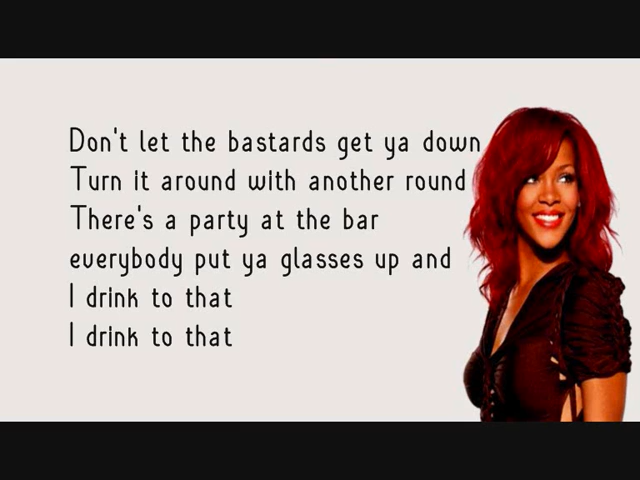 Don't let the bastards get ya down
Turn it around with another round
There's a party at the bar
everybody put ya glasses up and
I drink to that
I drink to that